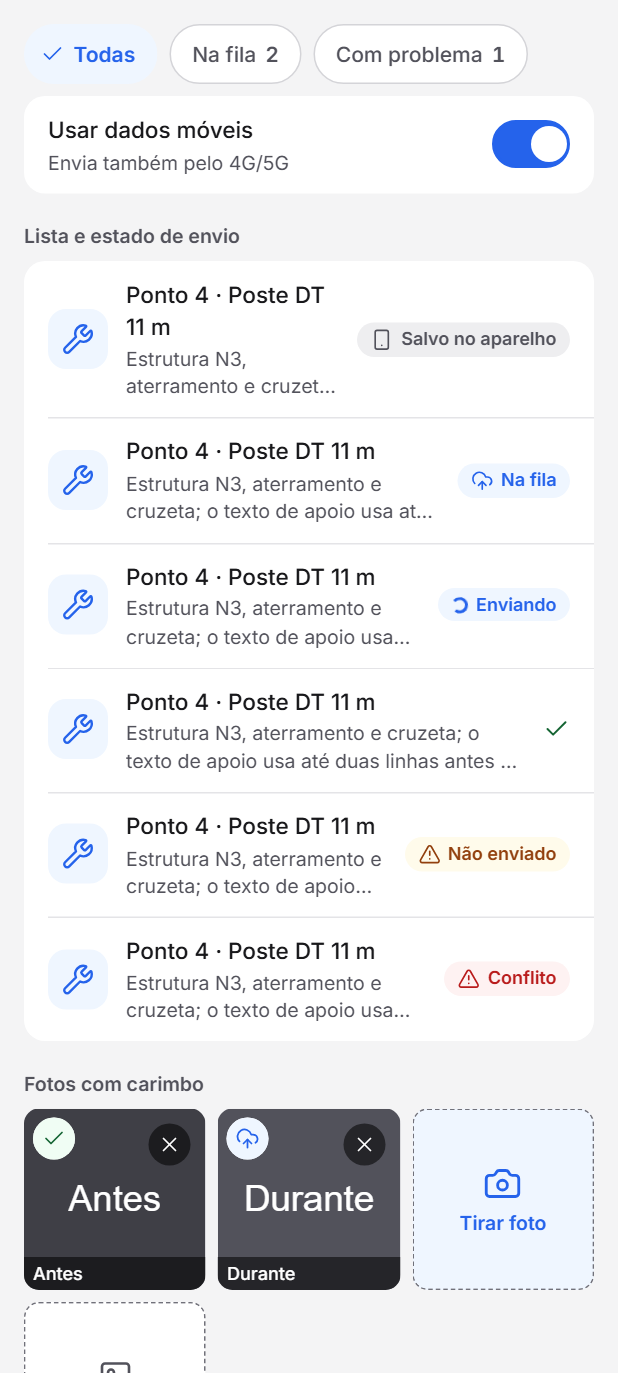 Todas
Na fila 2
Com problema 1
Usar dados móveis
Envia também pelo 4G/5G
Lista e estado de envio
Ponto 4 · Poste DT
11 m
Estrutura N3,
aterramento e cruzet...
Salvo no aparelho
Ponto 4 · Poste DT 11 m
Estrutura N3, aterramento e
cruzeta; o texto de apoio usa at...
Na fila
Ponto 4 · Poste DT 11 m
Estrutura N3, aterramento e
cruzeta; o texto de apoio usa...
Enviando
Ponto 4 · Poste DT 11 m
Estrutura N3, aterramento e cruzeta; o
texto de apoio usa até duas linhas antes ...
Ponto 4 · Poste DT 11 m
Estrutura N3, aterramento e
cruzeta; o texto de apoio...
Não enviado
Ponto 4 · Poste DT 11 m
Estrutura N3, aterramento e
cruzeta; o texto de apoio usa...
Conflito
Fotos com carimbo
Antes
Antes
Durante
Durante
Tirar foto